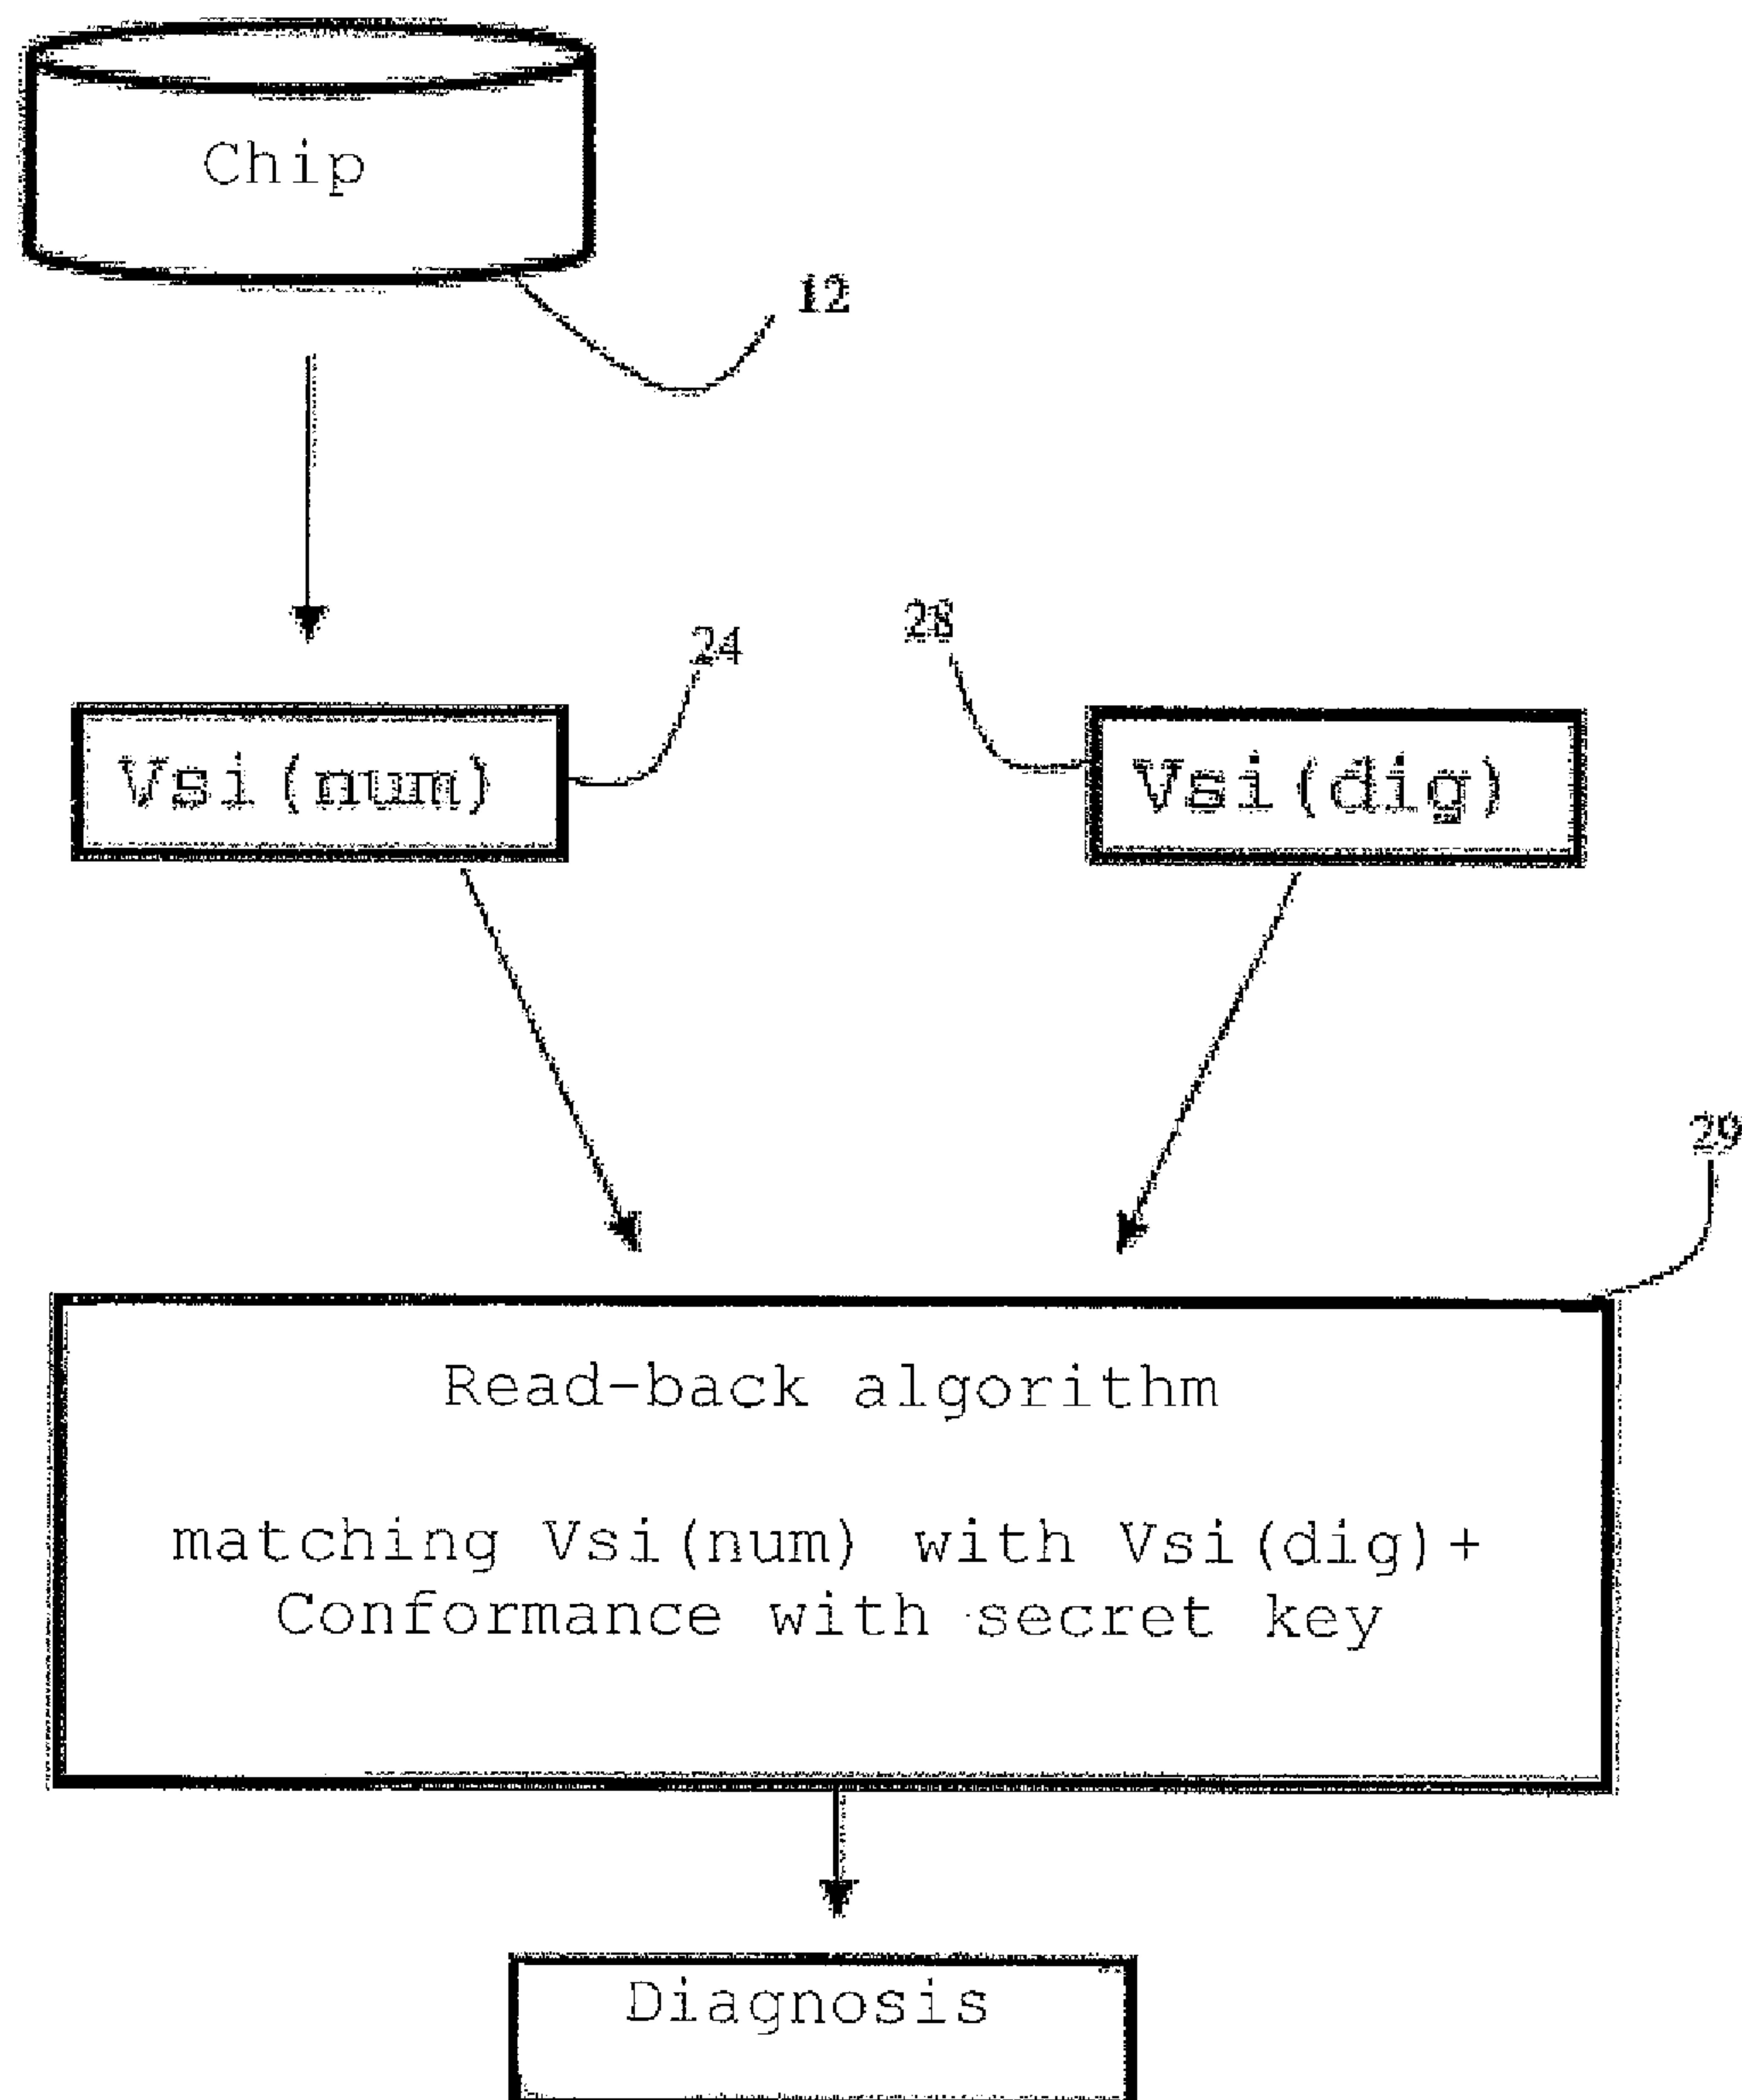 Chip
12
24
28
Vsi(num)
Vsi(dig)
29
Read-back algorithm
matching Vsi(num) with Vsi(dig)+
Conformance with secret key
Diagnosis